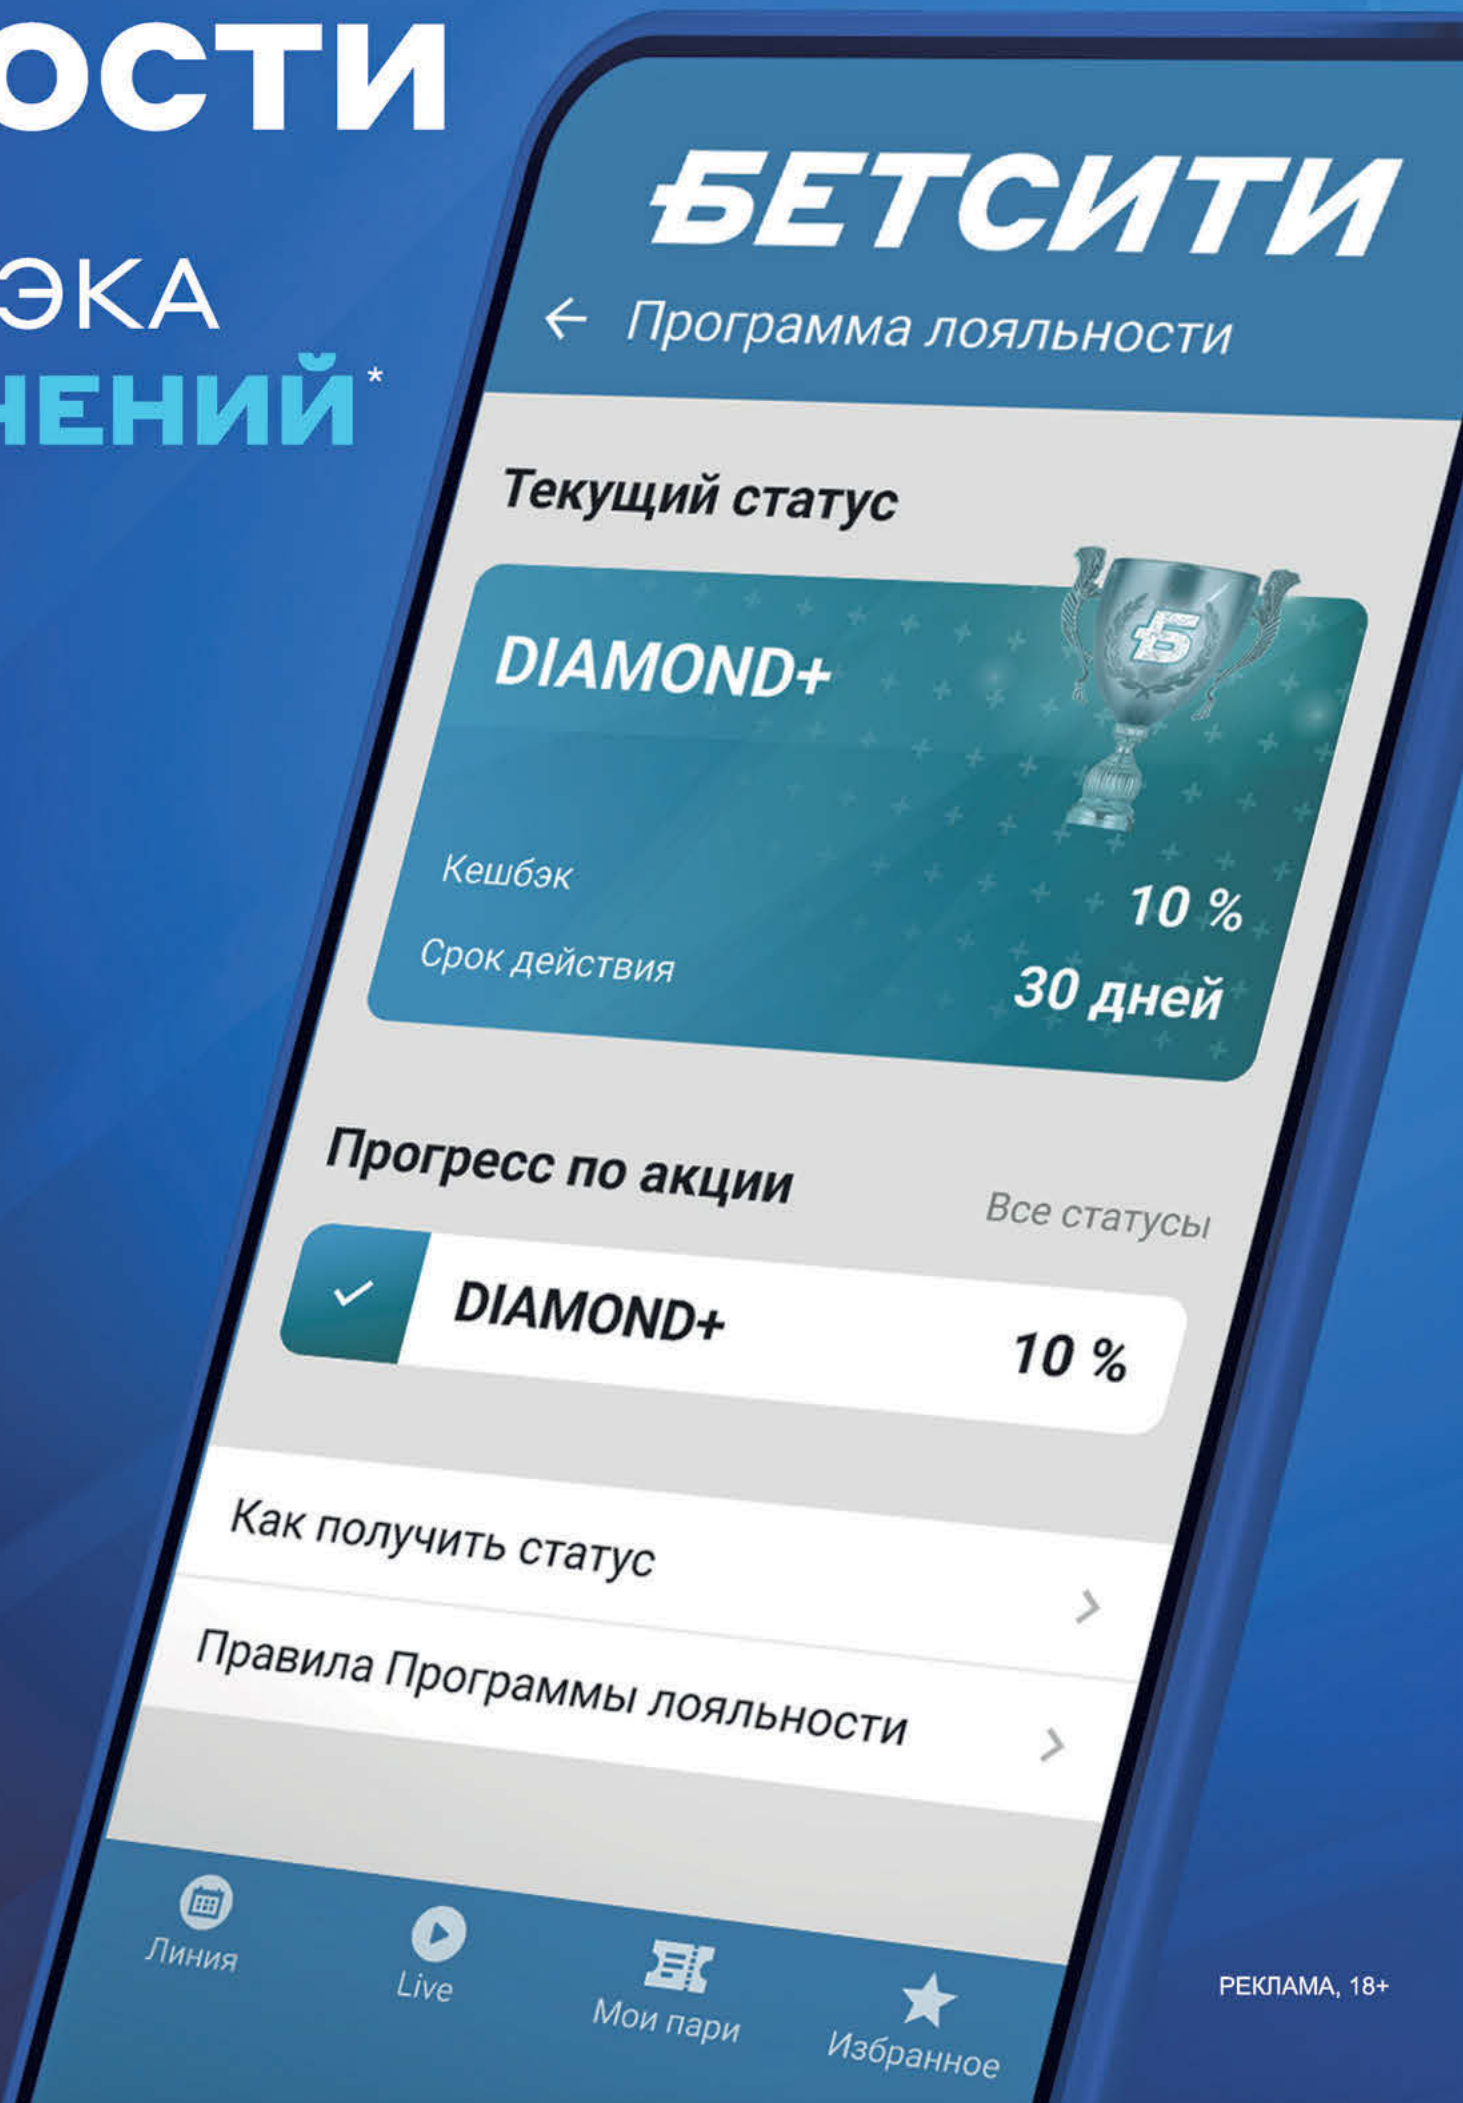 ОСТИ
ЭКА
НЕНИЙ*
БЕТСИТИ
Программа лояльности
Текущий статус
DIAMOND+
Б
Кешбэк 10 %
Срок действия 30 дней
Прогресс по акции Все статусы
DIAMOND+ 10 %
Как получить статус
Правила Программы лояльности
Линия Live Мои пари Избранное
РЕКЛАМА, 18+